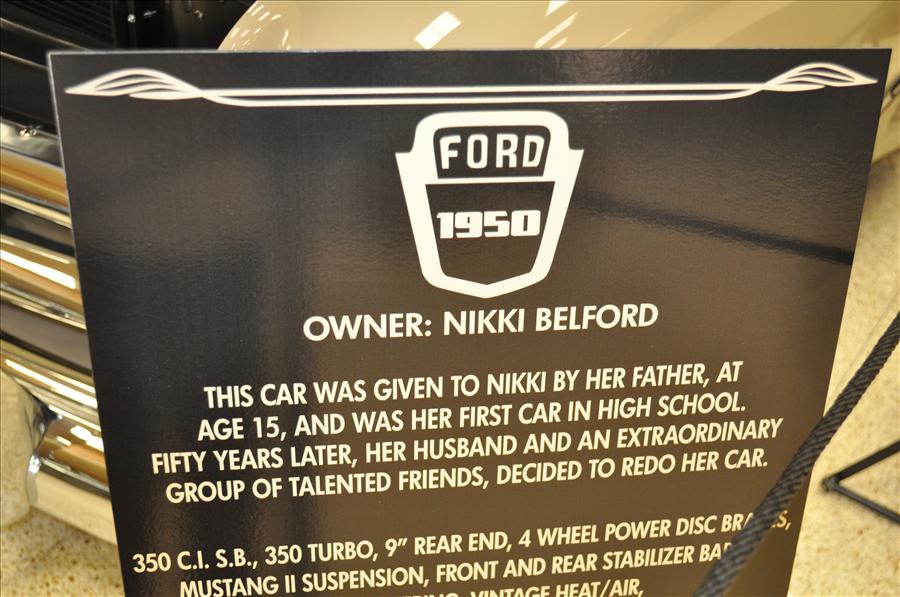 FORD
1950
OWNER: NIKKI BELFORD
THIS CAR WAS GIVEN TO NIKKI BY HER FATHER, AT
AGE 15, AND WAS HER FIRST CAR IN HIGH SCHOOL.
FIFTY YEARS LATER, HER HUSBAND AND AN EXTRAORDINARY
GROUP OF TALENTED FRIENDS, DECIDED TO REDO HER CAR.
350 C.I. S.B., 350 TURBO, 9" REAR END, 4 WHEEL POWER DISC
MUSTANG II SUSPENSION, FRONT AND REAR STABILIZER
VINTAGE HEAT/AIR,